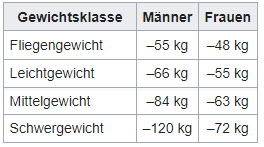 Gewichtsklasse Männer Frauen
Fliegengewicht –55 kg –48 kg
Leichtgewicht –66 kg –55 kg
Mittelgewicht –84 kg –63 kg
Schwergewicht –120 kg –72 kg